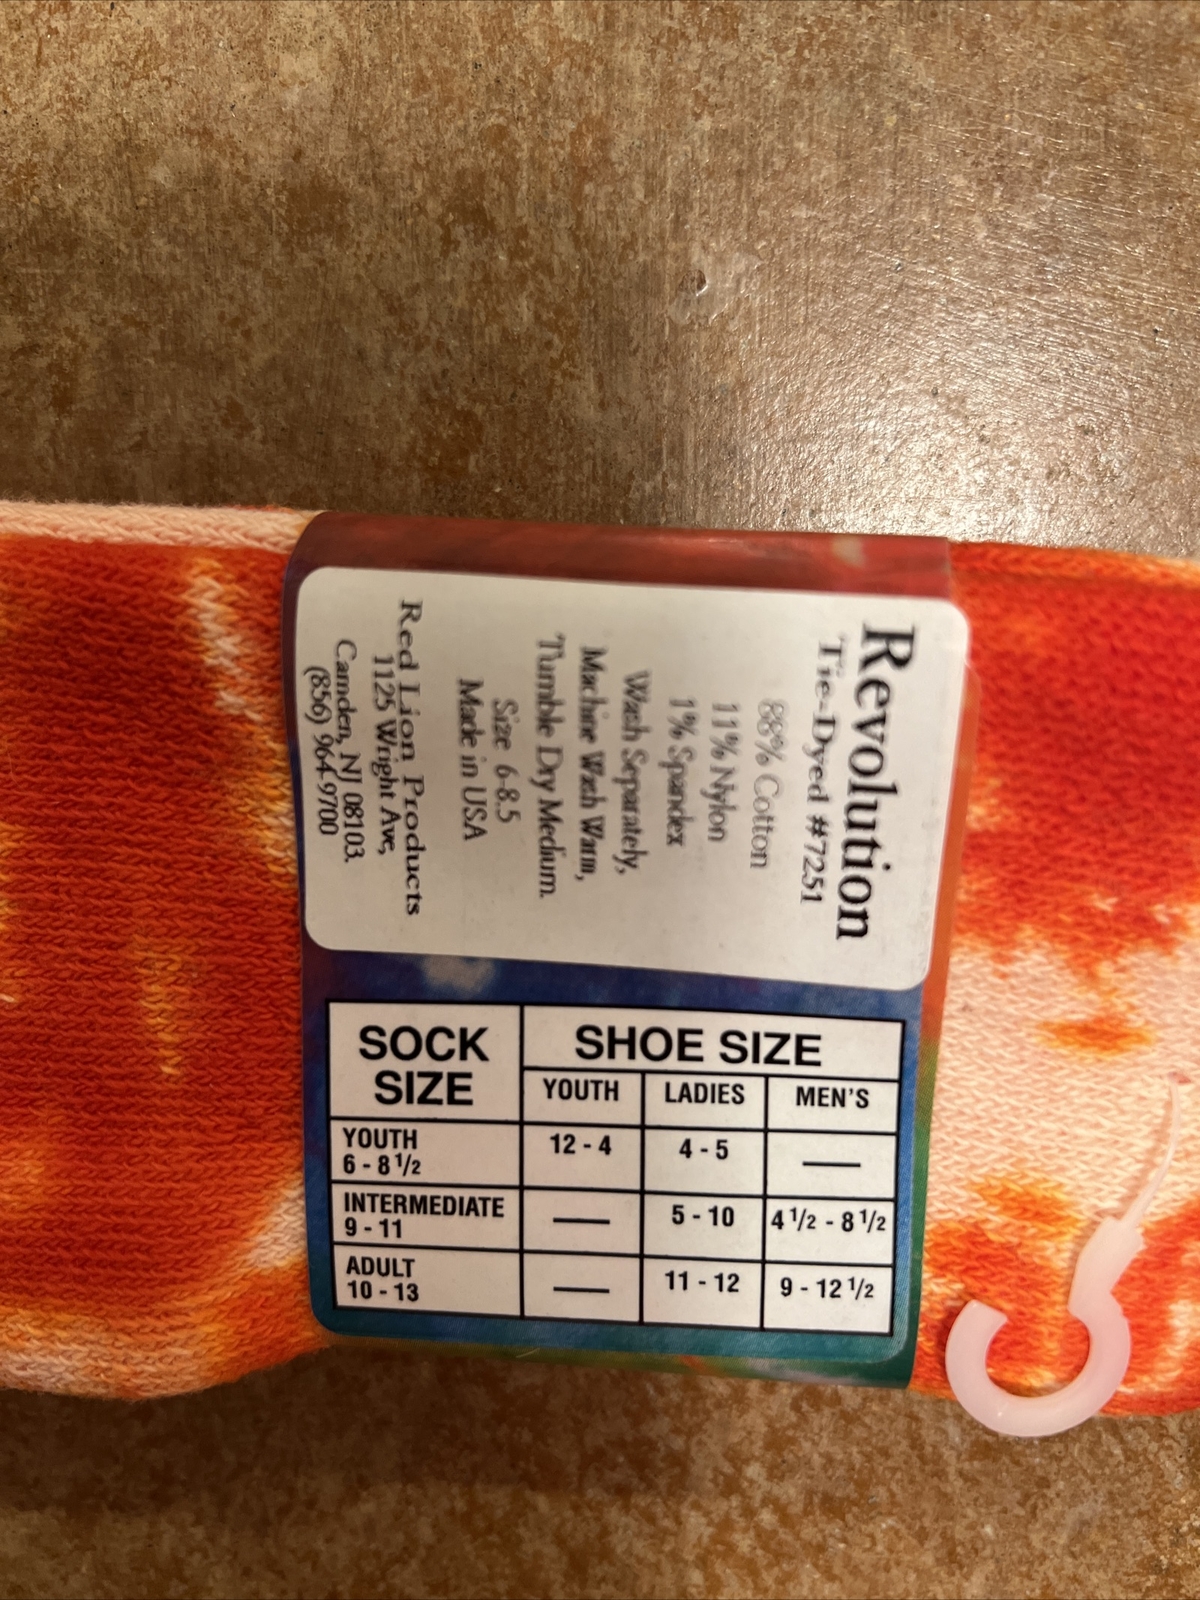 Revolution
Tie-Dyed #7251
88% Cotton
11% Nylon
1% Spandex
Wash Separately,
Machine Wash Warm,
Tumble Dry Medium.
Size 6-8.5
Made in USA
Red Lion Products
1125 Wright Ave,
Camden, NJ 08103.
(856) 964-9700
SOCK SIZE SHOE SIZE
YOUTH LADIES MEN'S
YOUTH 6 - 8 1/2 12 - 4 4 - 5 —
INTERMEDIATE 9 - 11 — 5 - 10 4 1/2 - 8 1/2
ADULT 10 - 13 — 11 - 12 9 - 12 1/2